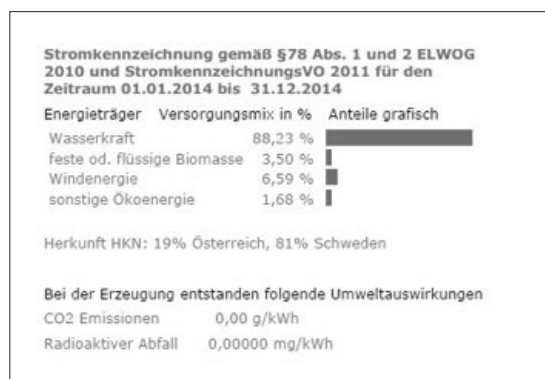 Stromkennzeichnung gemäß §78 Abs. 1 und 2 ELWOG
2010 und StromkennzeichnungsVO 2011 für den
Zeitraum 01.01.2014 bis 31.12.2014
Energieträger Versorgungsmix in % Anteile grafisch
Wasserkraft 88,23 %
feste od. flüssige Biomasse 3,50 %
Windenergie 6,59 %
sonstige Ökoenergie 1,68 %
Herkunft HKN: 19% Österreich, 81% Schweden
Bei der Erzeugung entstanden folgende Umweltauswirkungen
CO2 Emissionen 0,00 g/kWh
Radioaktiver Abfall 0,00000 mg/kWh